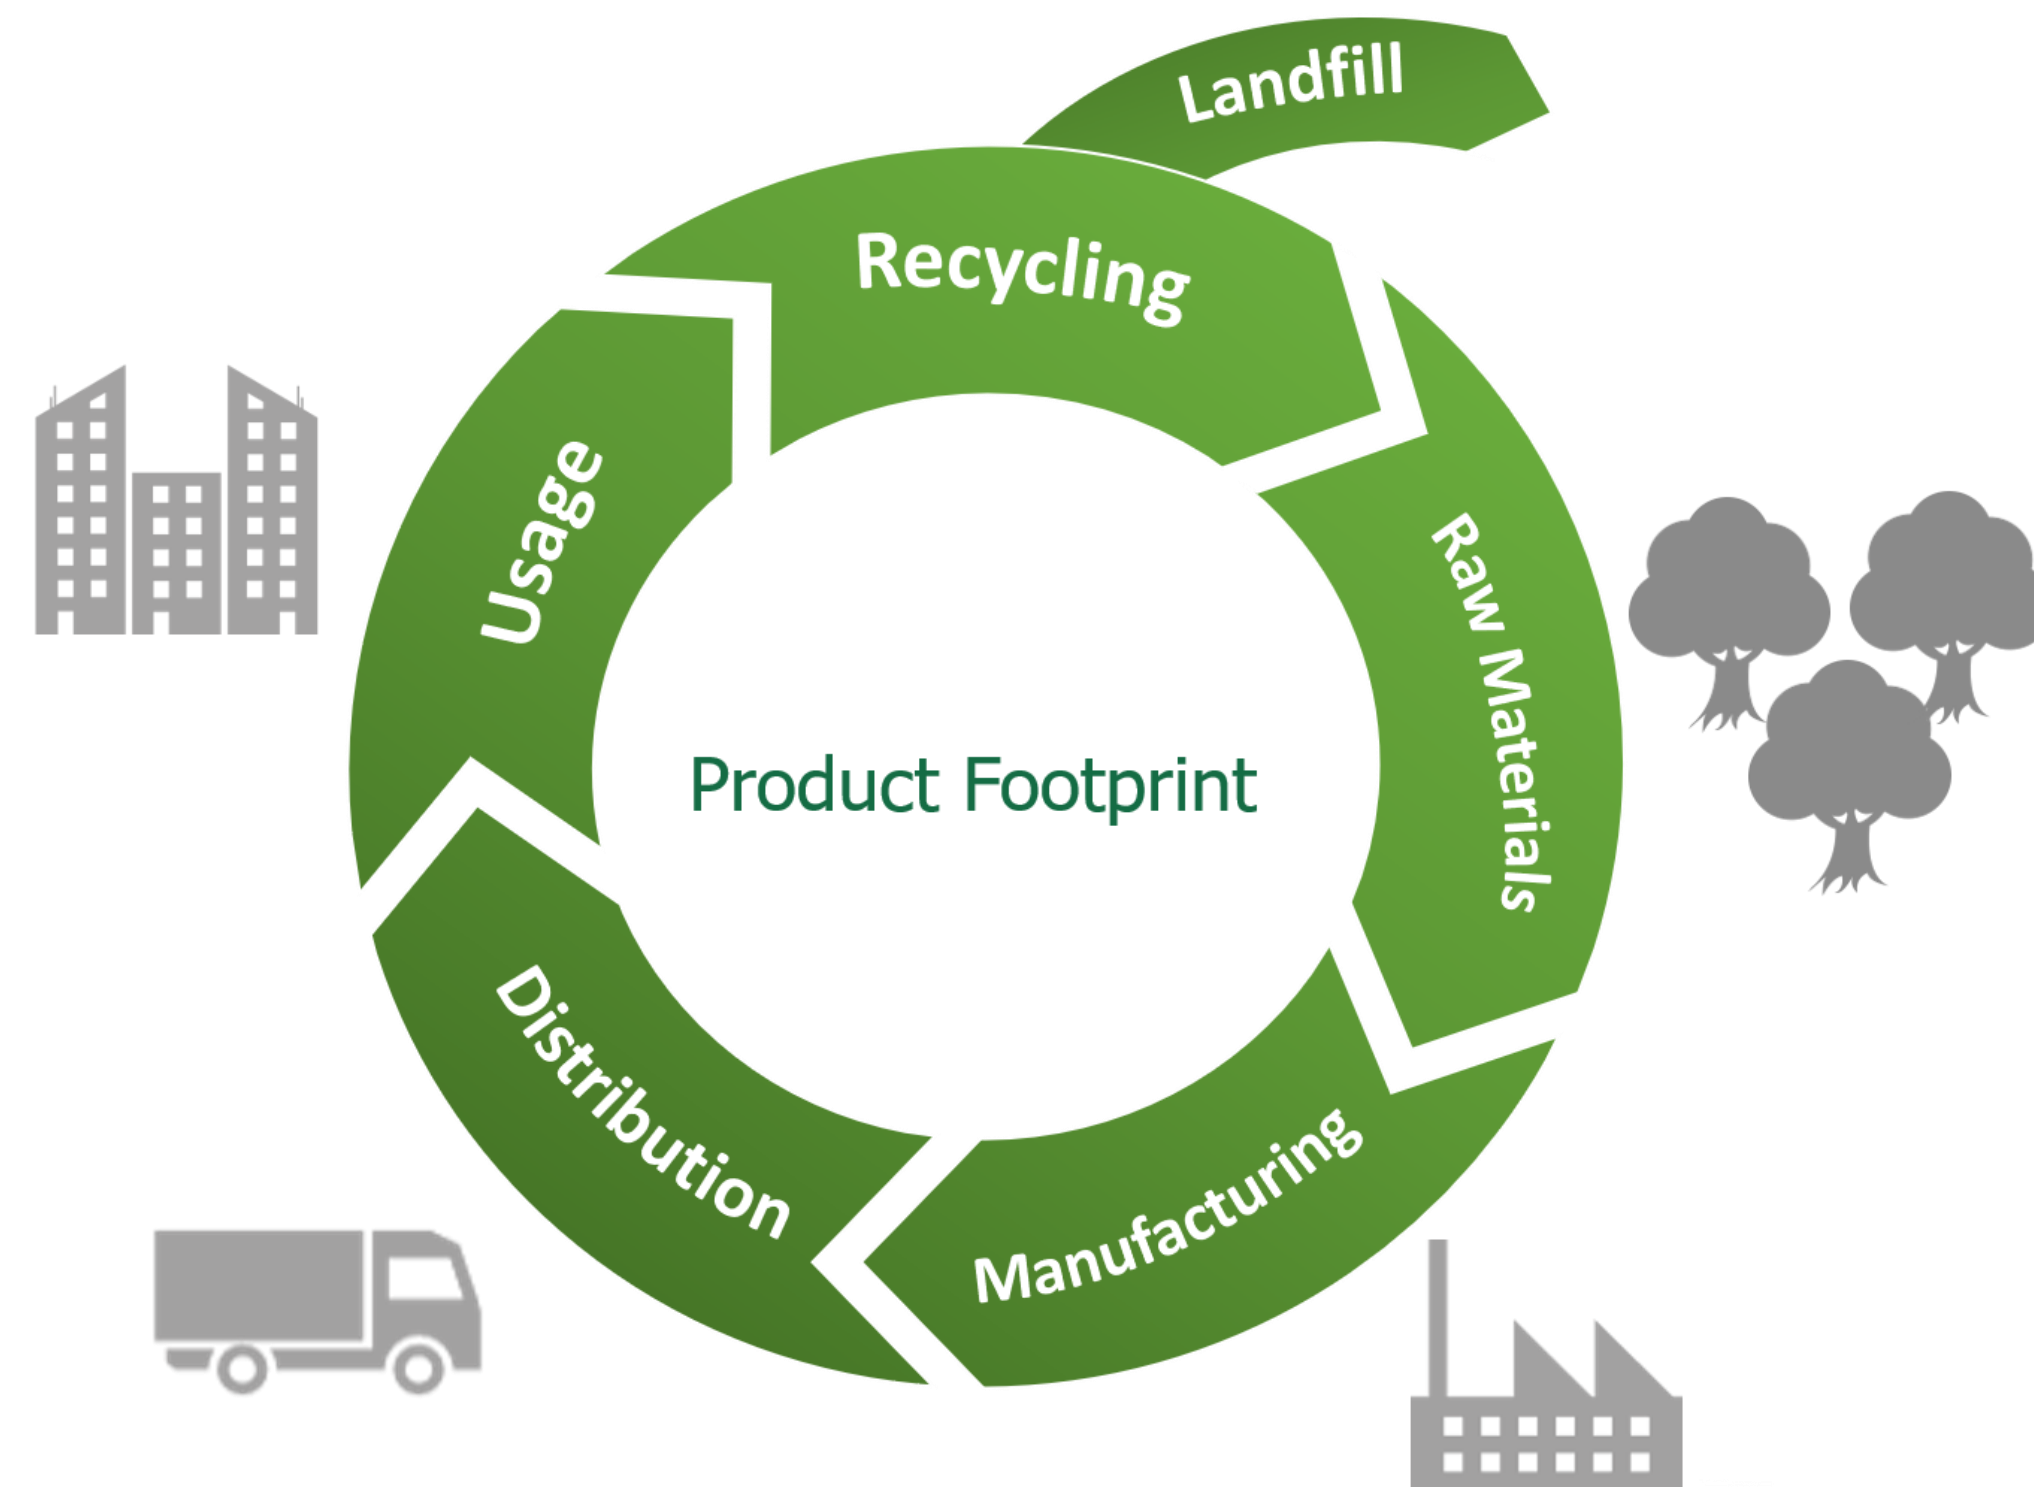 Landfill
Recycling
Usage
Raw Materials
Product Footprint
Distribution
Manufacturing